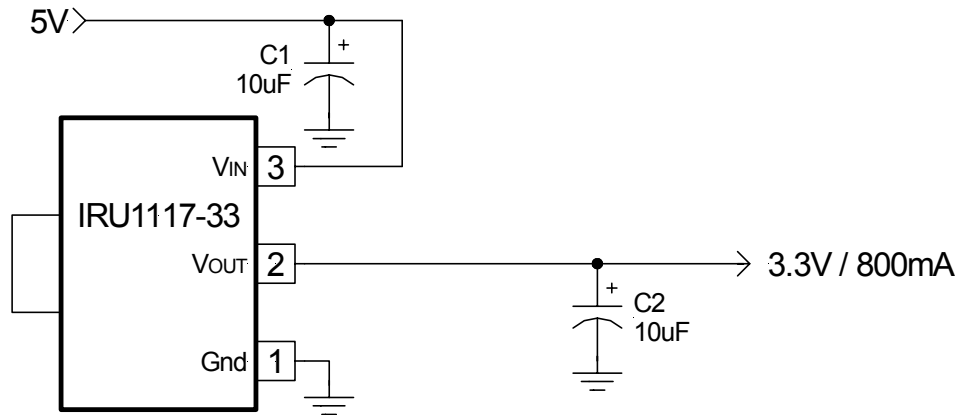 5V
C1
10uF
VIN 3
IRU1117-33
VOUT 2
3.3V / 800mA
C2
10uF
Gnd 1